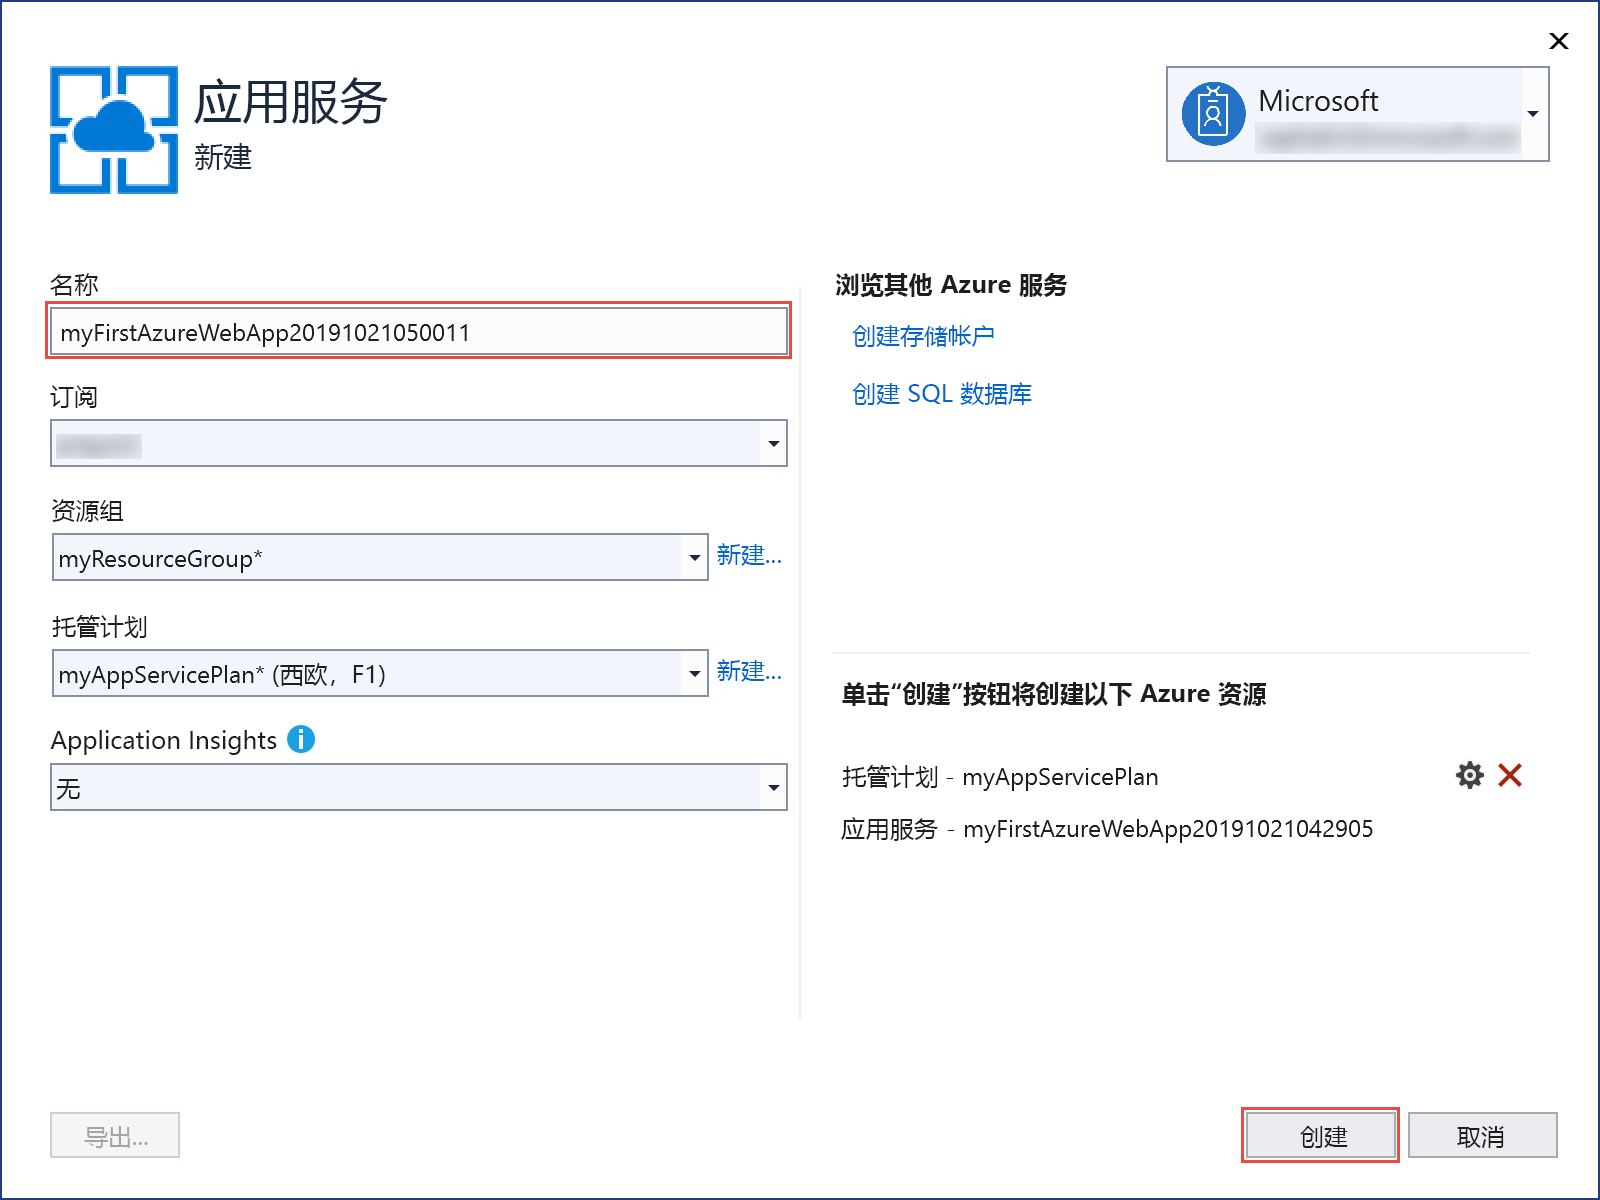 应用服务
新建
Microsoft
名称
myFirstAzureWebApp20191021050011
订阅
资源组
myResourceGroup*
新建...
托管计划
myAppServicePlan* (西欧，F1)
新建...
Application Insights
无
浏览其他 Azure 服务
创建存储帐户
创建 SQL 数据库
单击“创建”按钮将创建以下 Azure 资源
托管计划 - myAppServicePlan
应用服务 - myFirstAzureWebApp20191021042905
导出...
创建
取消